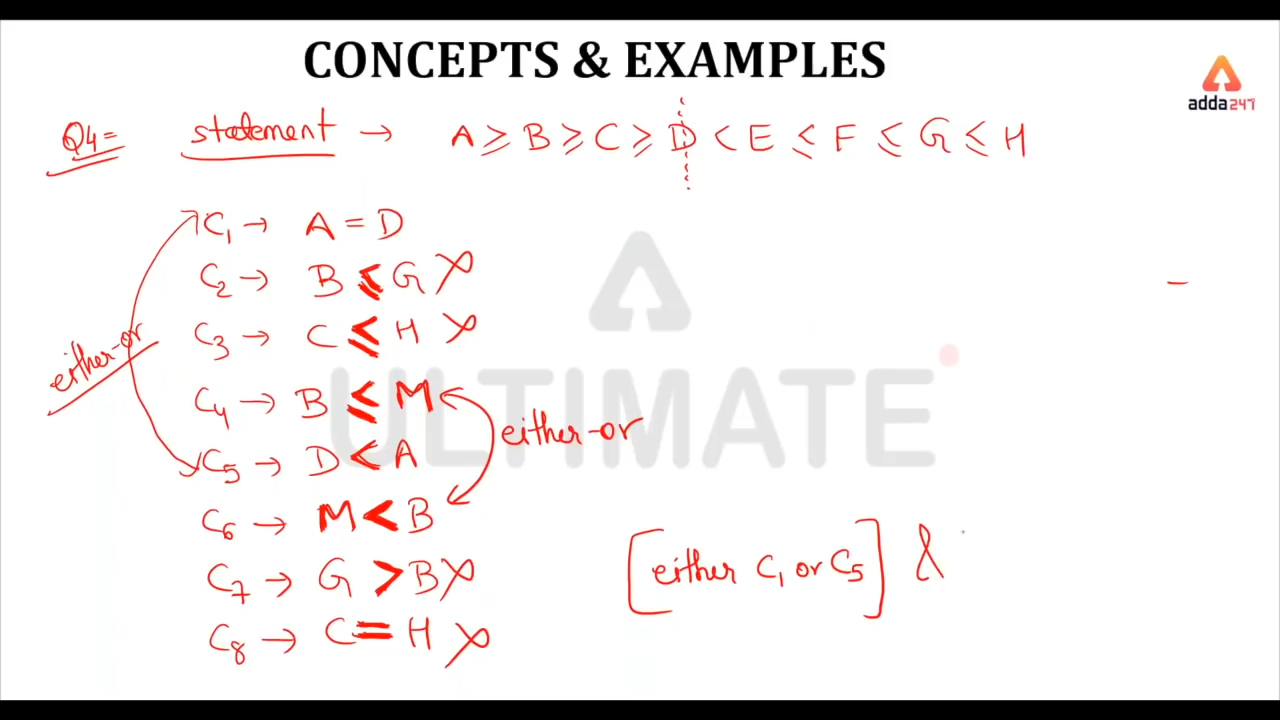 CONCEPTS & EXAMPLES
adda247
Q4= statement → A ≥ B ≥ C ≥ D < E ≤ F ≤ G ≤ H
C1 → A = D
C2 → B ≤ G ×
C3 → C ≤ H ×
either-or
C4 → B ≤ M
either-or
C5 → D < A
C6 → M < B
C7 → G > B ×
C8 → C = H ×
[either C1 or C5] &
ULTIMATE